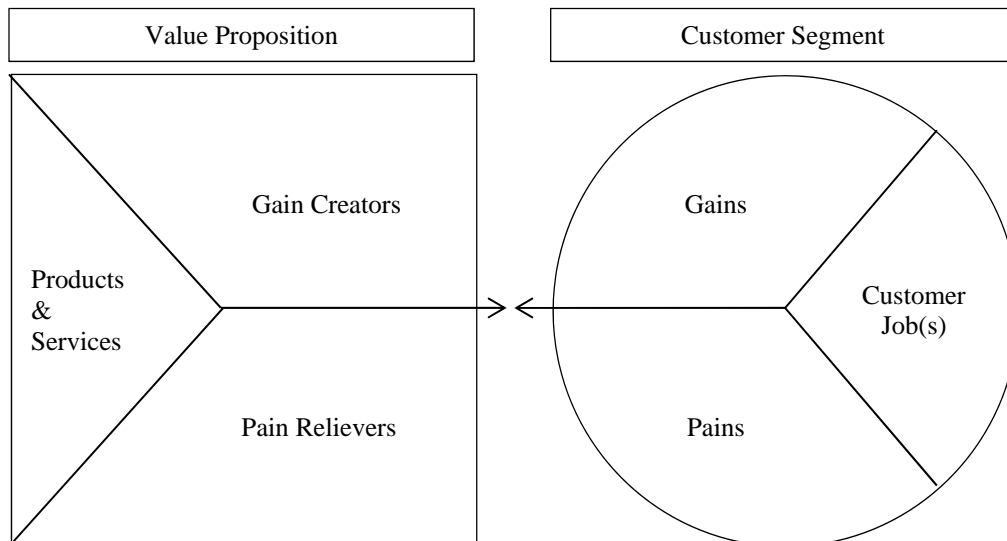 Value Proposition
Customer Segment
Gain Creators
Gains
Products
&
Services
Customer
Job(s)
Pain Relievers
Pains